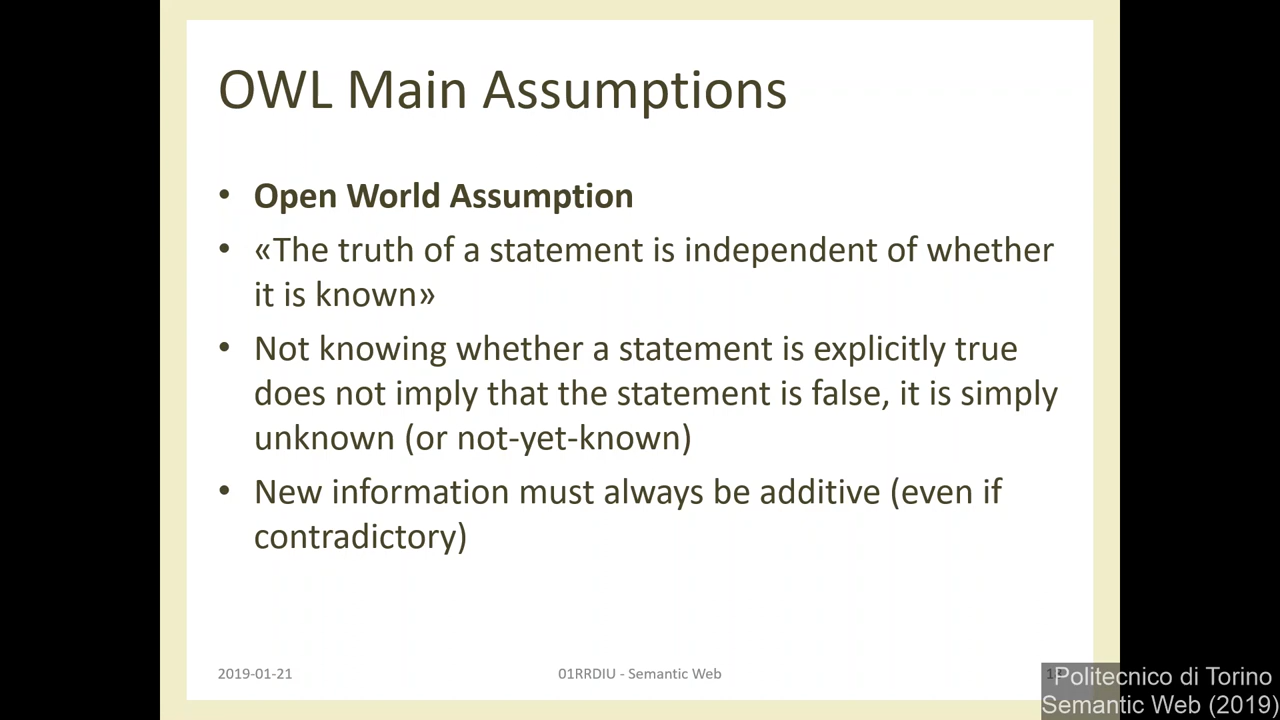 OWL Main Assumptions
• Open World Assumption
• «The truth of a statement is independent of whether
it is known»
• Not knowing whether a statement is explicitly true
does not imply that the statement is false, it is simply
unknown (or not-yet-known)
• New information must always be additive (even if
contradictory)
2019-01-21
01RRDIU - Semantic Web
Politecnico di Torino
Semantic Web (2019)